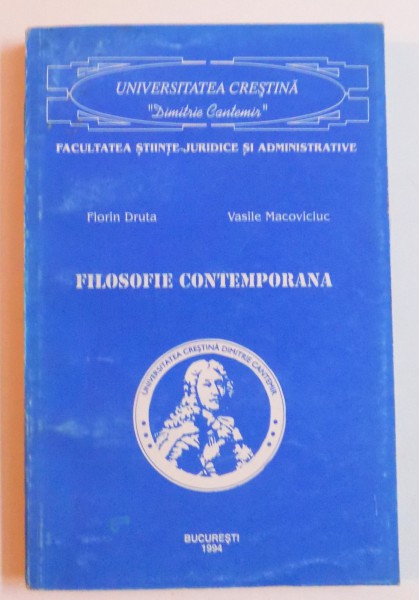 UNIVERSITATEA CREŞTINĂ
"Dimitrie Cantemir"
FACULTATEA ŞTIINŢE-JURIDICE ŞI ADMINISTRATIVE
Florin Druta Vasile Macoviciuc
FILOSOFIE CONTEMPORANA
UNIVERSITATEA CREŞTINĂ DIMITRIE CANTEMIR
BUCUREŞTI
1994